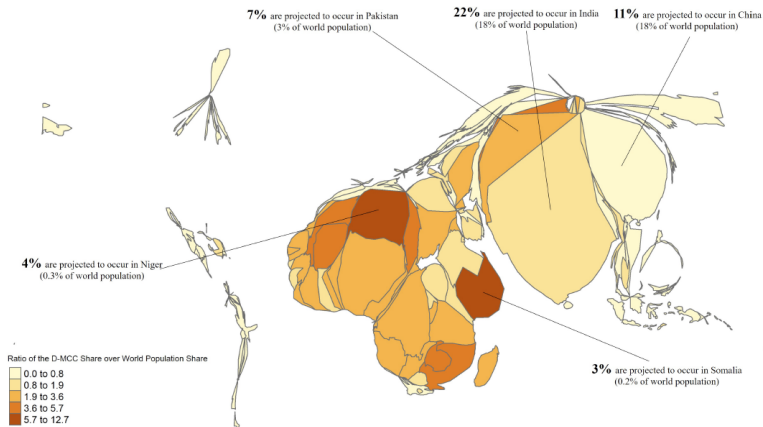 7% are projected to occur in Pakistan
(3% of world population)
22% are projected to occur in India
(18% of world population)
11% are projected to occur in China
(18% of world population)
4% are projected to occur in Niger
(0.3% of world population)
3% are projected to occur in Somalia
(0.2% of world population)
Ratio of the D-MCC Share over World Population Share
0.0 to 0.8
0.8 to 1.9
1.9 to 3.6
3.6 to 5.7
5.7 to 12.7